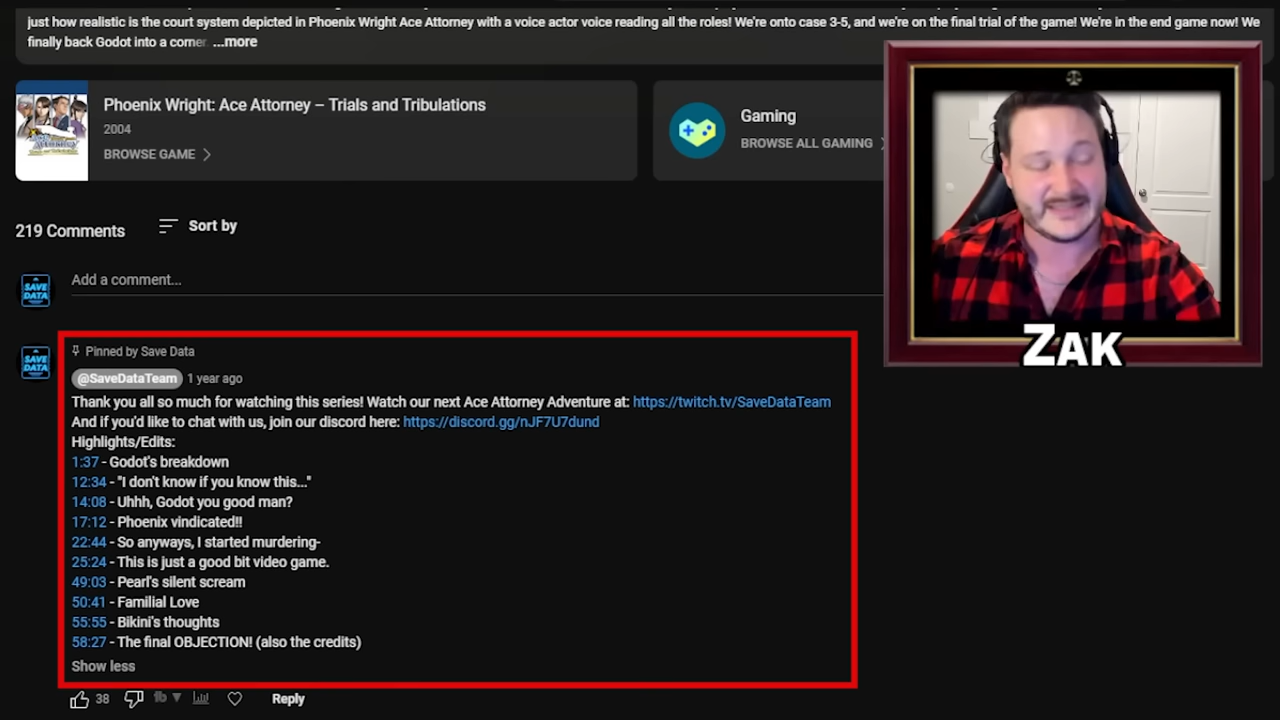 just how realistic is the court system depicted in Phoenix Wright Ace Attorney with a voice actor voice reading all the roles! We're onto case 3-5, and we're on the final trial of the game! We're in the end game now! We
finally back Godot into a corner. ...more
Phoenix Wright: Ace Attorney – Trials and Tribulations
2004
BROWSE GAME
Gaming
BROWSE ALL GAMING
219 Comments
Sort by
SAVE DATA
Add a comment...
ZAK
Pinned by Save Data
SAVE DATA
@SaveDataTeam 1 year ago
Thank you all so much for watching this series! Watch our next Ace Attorney Adventure at: https://twitch.tv/SaveDataTeam
And if you'd like to chat with us, join our discord here: https://discord.gg/nJF7U7dund
Highlights/Edits:
1:37 - Godot's breakdown
12:34 - "I don't know if you know this..."
14:08 - Uhhh, Godot you good man?
17:12 - Phoenix vindicated!!
22:44 - So anyways, I started murdering-
25:24 - This is just a good bit video game.
49:03 - Pearl's silent scream
50:41 - Familial Love
55:55 - Bikini's thoughts
58:27 - The final OBJECTION! (also the credits)
Show less
38
Reply